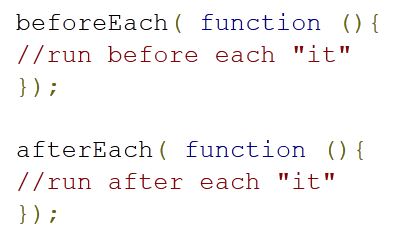 beforeEach( function (){
//run before each "it"
});
afterEach( function (){
//run after each "it"
});